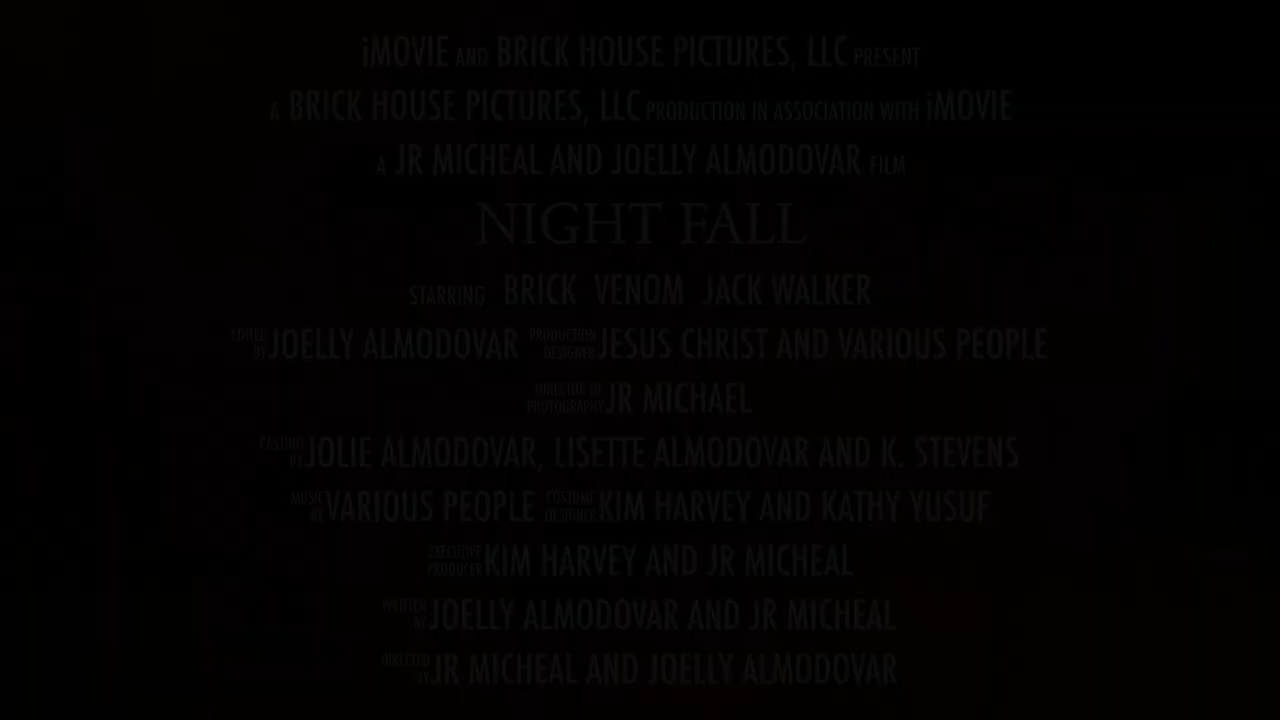 iMOVIE AND BRICK HOUSE PICTURES, LLC PRESENT
A BRICK HOUSE PICTURES, LLC PRODUCTION IN ASSOCIATION WITH iMOVIE
A JR MICHEAL AND JOELLY ALMODOVAR FILM
NIGHT FALL
STARRING BRICK VENOM JACK WALKER
EDITED BY JOELLY ALMODOVAR PRODUCTION DESIGNER JESUS CHRIST AND VARIOUS PEOPLE
DIRECTOR OF PHOTOGRAPHY JR MICHAEL
CASTING BY JOLIE ALMODOVAR, LISETTE ALMODOVAR AND K. STEVENS
MUSIC BY VARIOUS PEOPLE COSTUME DESIGNER KIM HARVEY AND KATHY YUSUF
EXECUTIVE PRODUCER KIM HARVEY AND JR MICHEAL
WRITTEN BY JOELLY ALMODOVAR AND JR MICHEAL
DIRECTED BY JR MICHEAL AND JOELLY ALMODOVAR